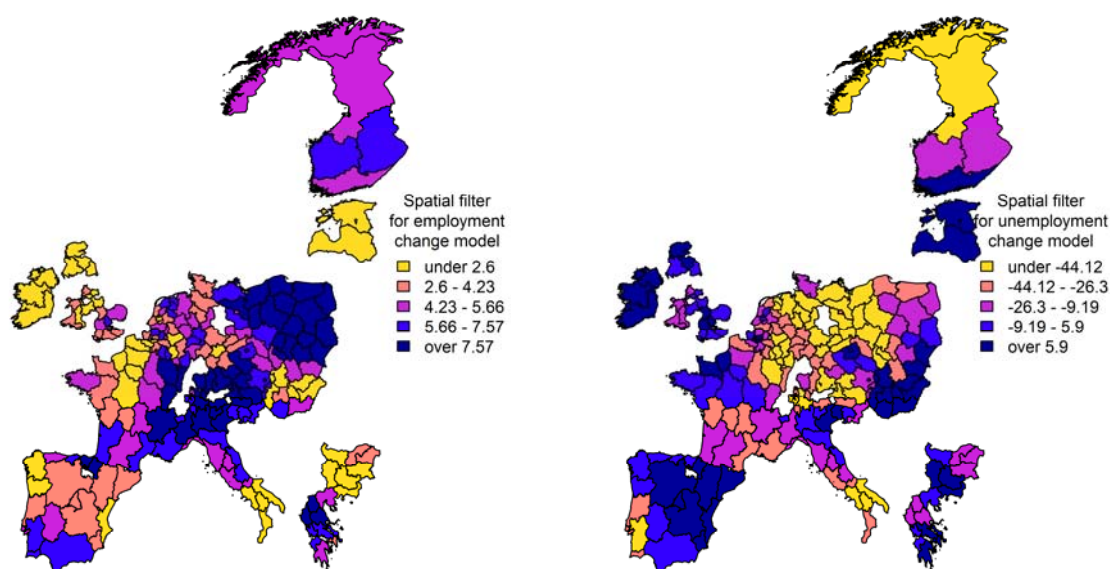 Spatial filter
for employment
change model
under 2.6
2.6 - 4.23
4.23 - 5.66
5.66 - 7.57
over 7.57
Spatial filter
for unemployment
change model
under -44.12
-44.12 - -26.3
-26.3 - -9.19
-9.19 - 5.9
over 5.9